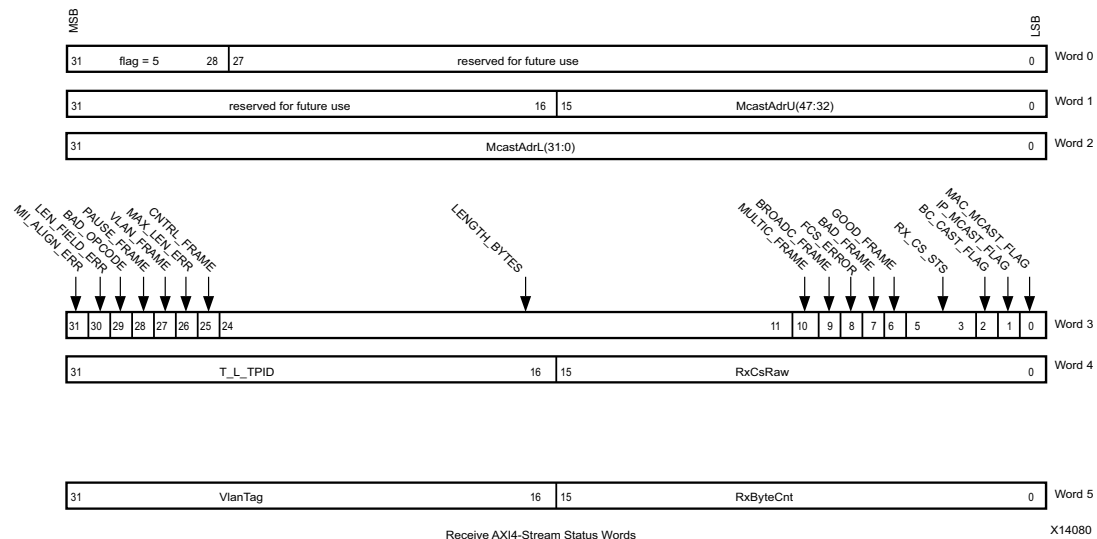 MSB
LSB
31 flag = 5 28 27 reserved for future use 0 Word 0
31 reserved for future use 16 15 McastAdrU(47:32) 0 Word 1
31 McastAdrL(31:0) 0 Word 2
MII_ALIGN_ERR
LEN_FIELD_ERR
BAD_OPCODE
PAUSE_FRAME
VLAN_FRAME
MAX_LEN_ERR
CNTRL_FRAME
LENGTH_BYTES
MULTIC_FRAME
BROADC_FRAME
FCS_ERROR
BAD_FRAME
GOOD_FRAME
RX_CS_STS
BC_CAST_FLAG
IP_MCAST_FLAG
MAC_MCAST_FLAG
31 30 29 28 27 26 25 24 11 10 9 8 7 6 5 3 2 1 0 Word 3
31 T_L_TPID 16 15 RxCsRaw 0 Word 4
31 VlanTag 16 15 RxByteCnt 0 Word 5
Receive AXI4-Stream Status Words
X14080